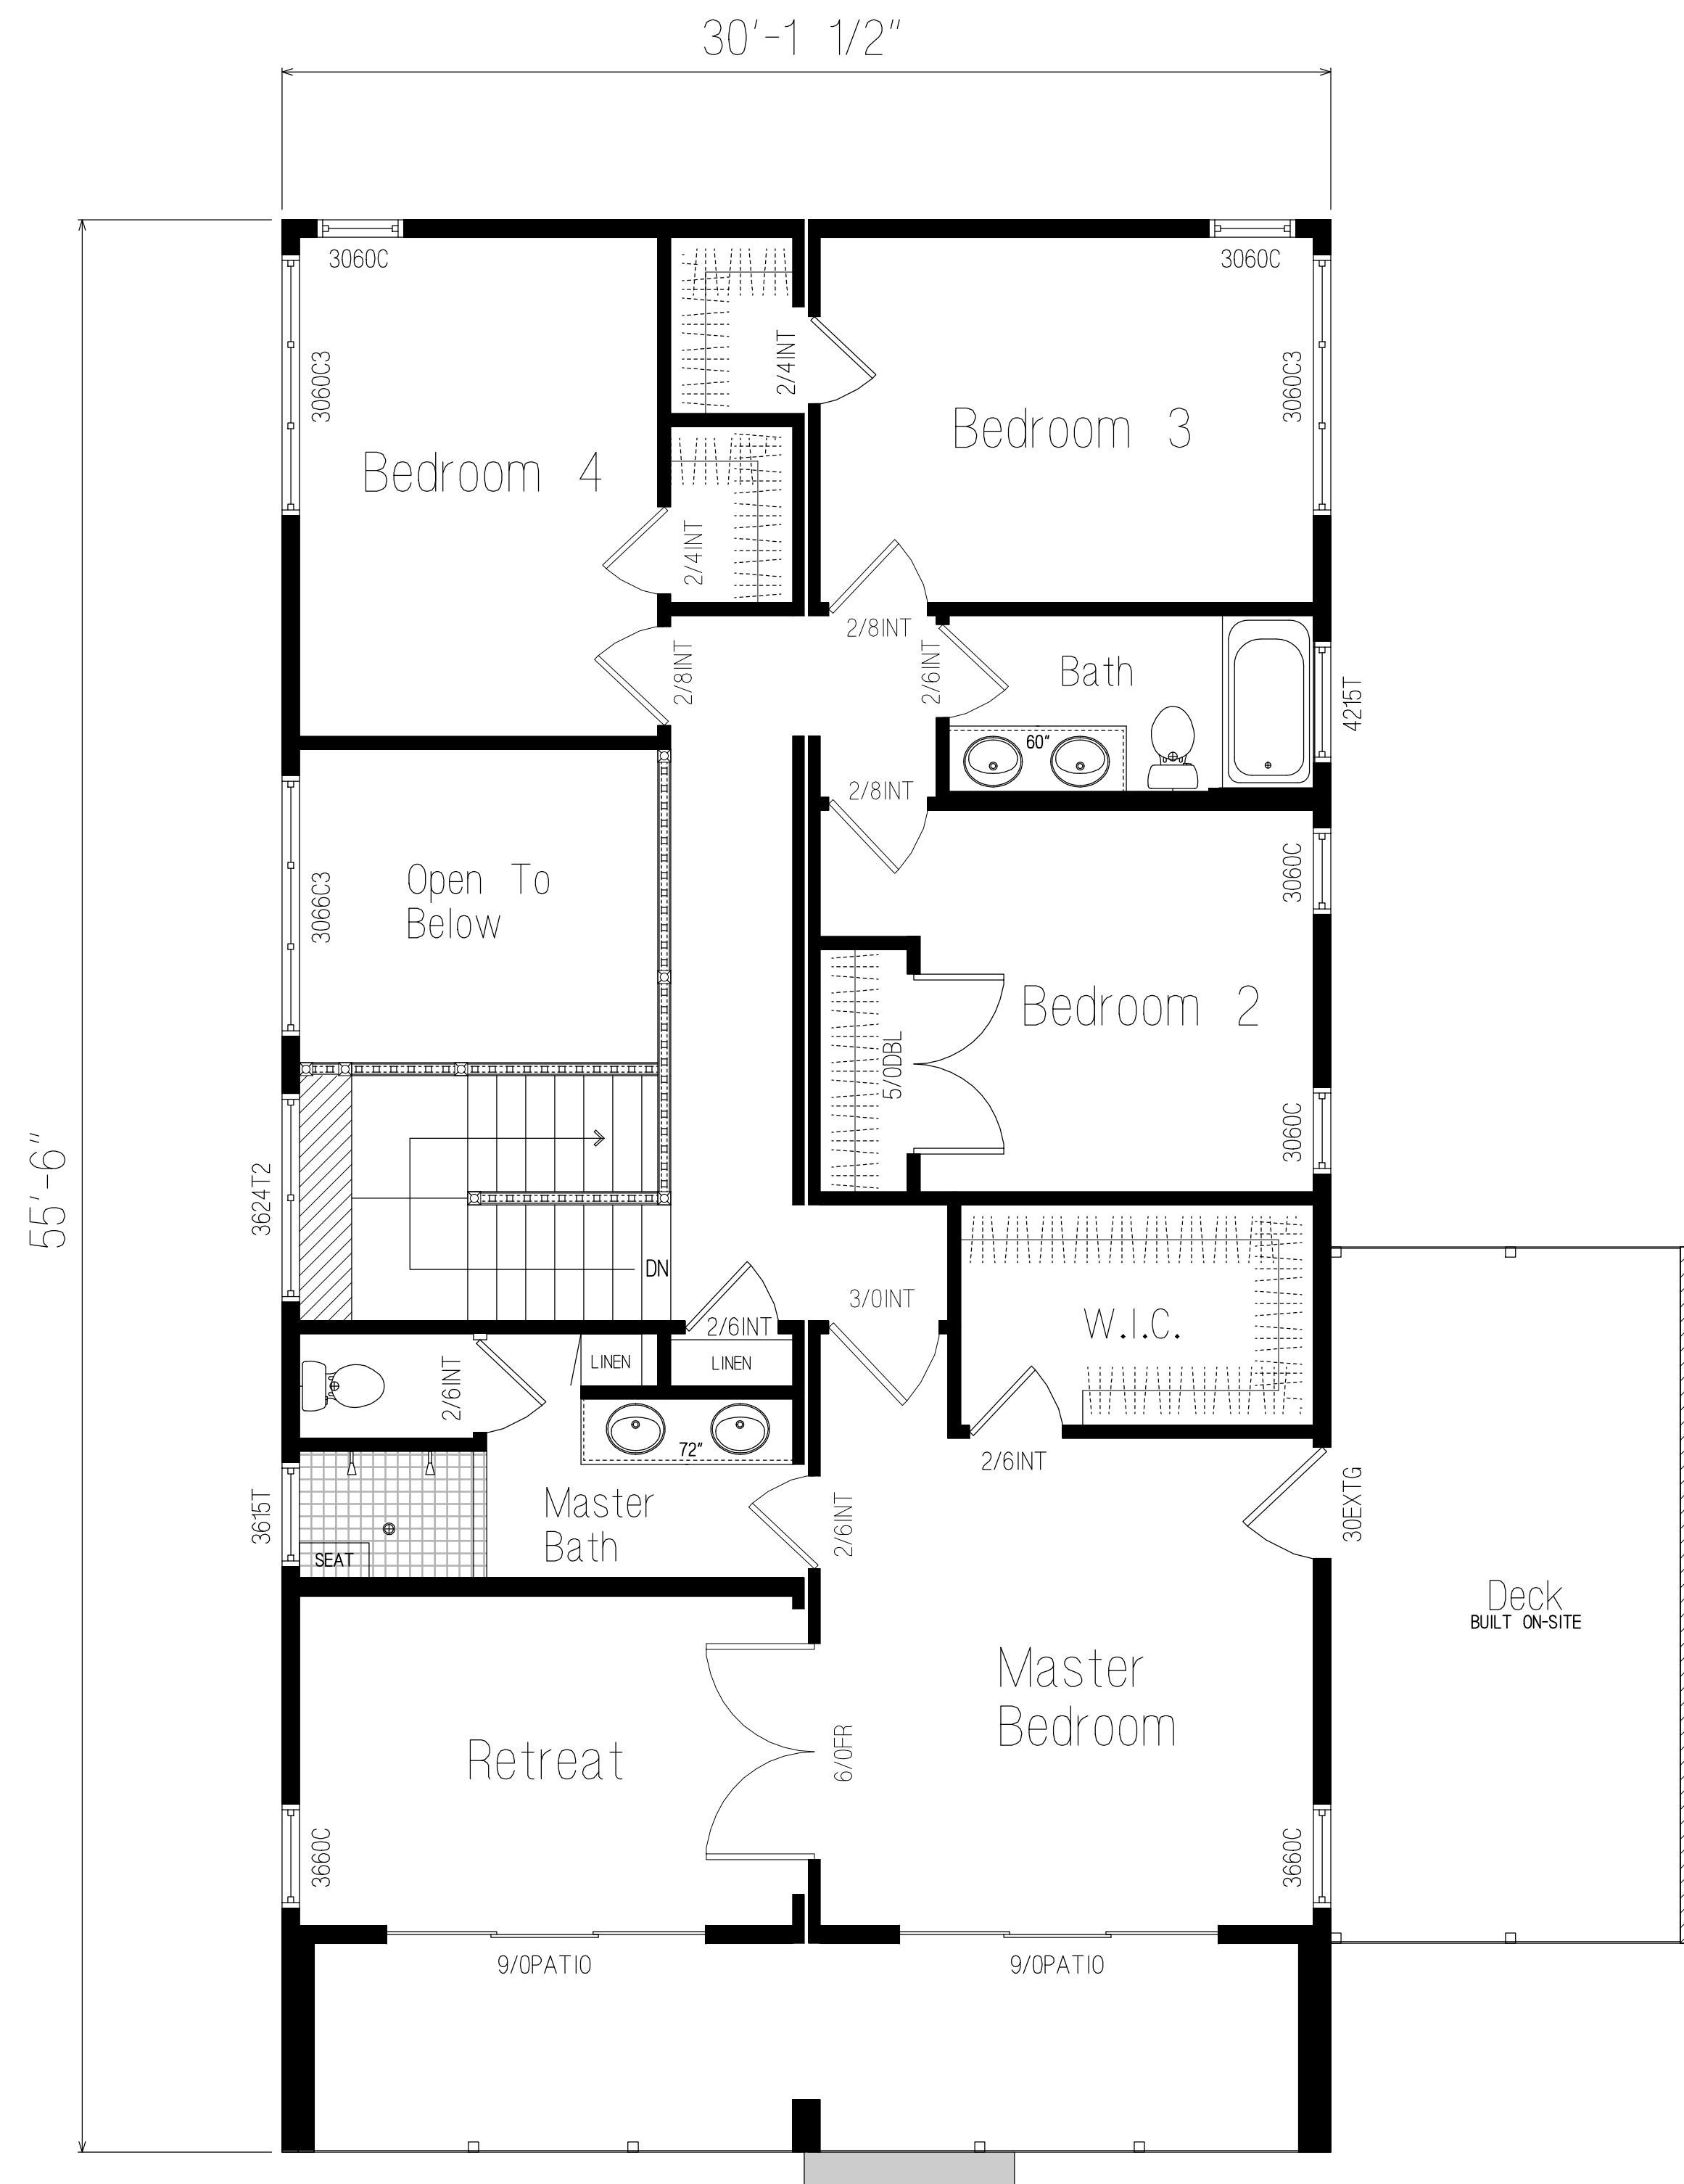 30'-1 1/2"
3060C
3060C
3060C3
2/4INT
3060C3
Bedroom 3
Bedroom 4
2/4INT
2/8INT
2/8INT
2/6INT
Bath
4215T
60"
2/8INT
3066C3
Open To
Below
3060C
Bedroom 2
5/0DBL
3060C
55'-6"
3624T2
DN
3/0INT
W.I.C.
2/6INT
LINEN
LINEN
2/6INT
72"
2/6INT
3615T
Master
Bath
2/6INT
30EXTG
SEAT
Deck
BUILT ON-SITE
Master
Bedroom
Retreat
6/0FR
3660C
3660C
9/0PATIO
9/0PATIO